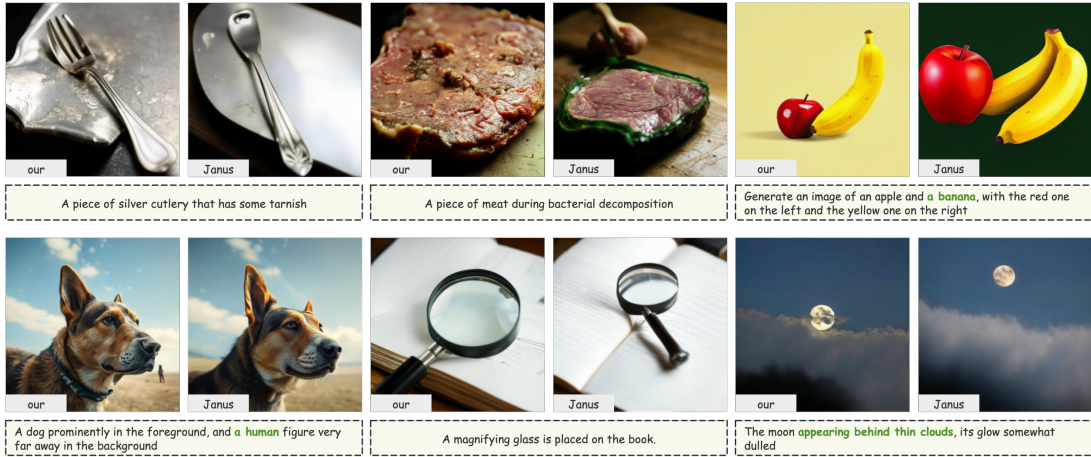 our
Janus
our
Janus
our
Janus
A piece of silver cutlery that has some tarnish
A piece of meat during bacterial decomposition
Generate an image of an apple and a banana, with the red one
on the left and the yellow one on the right
our
Janus
our
Janus
our
Janus
A dog prominently in the foreground, and a human figure very
far away in the background
A magnifying glass is placed on the book.
The moon appearing behind thin clouds, its glow somewhat
dulled